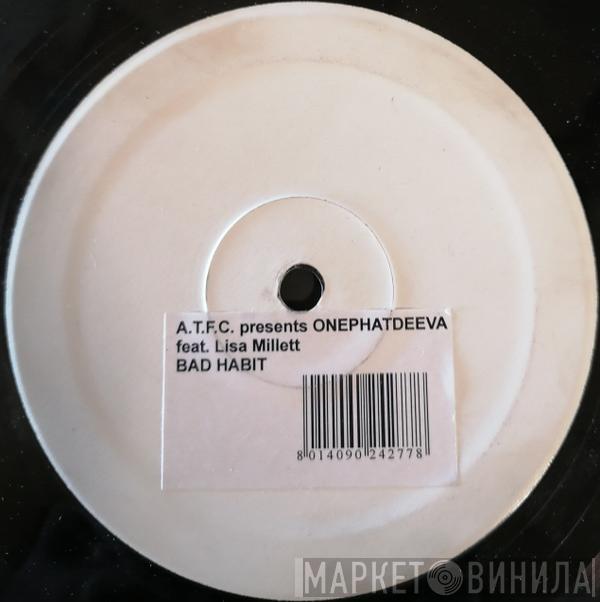 A.T.F.C. presents ONEPHATDEEVA
feat. Lisa Millett
BAD HABIT
8 014090 242778
МАРКЕТ ВИНИЛА